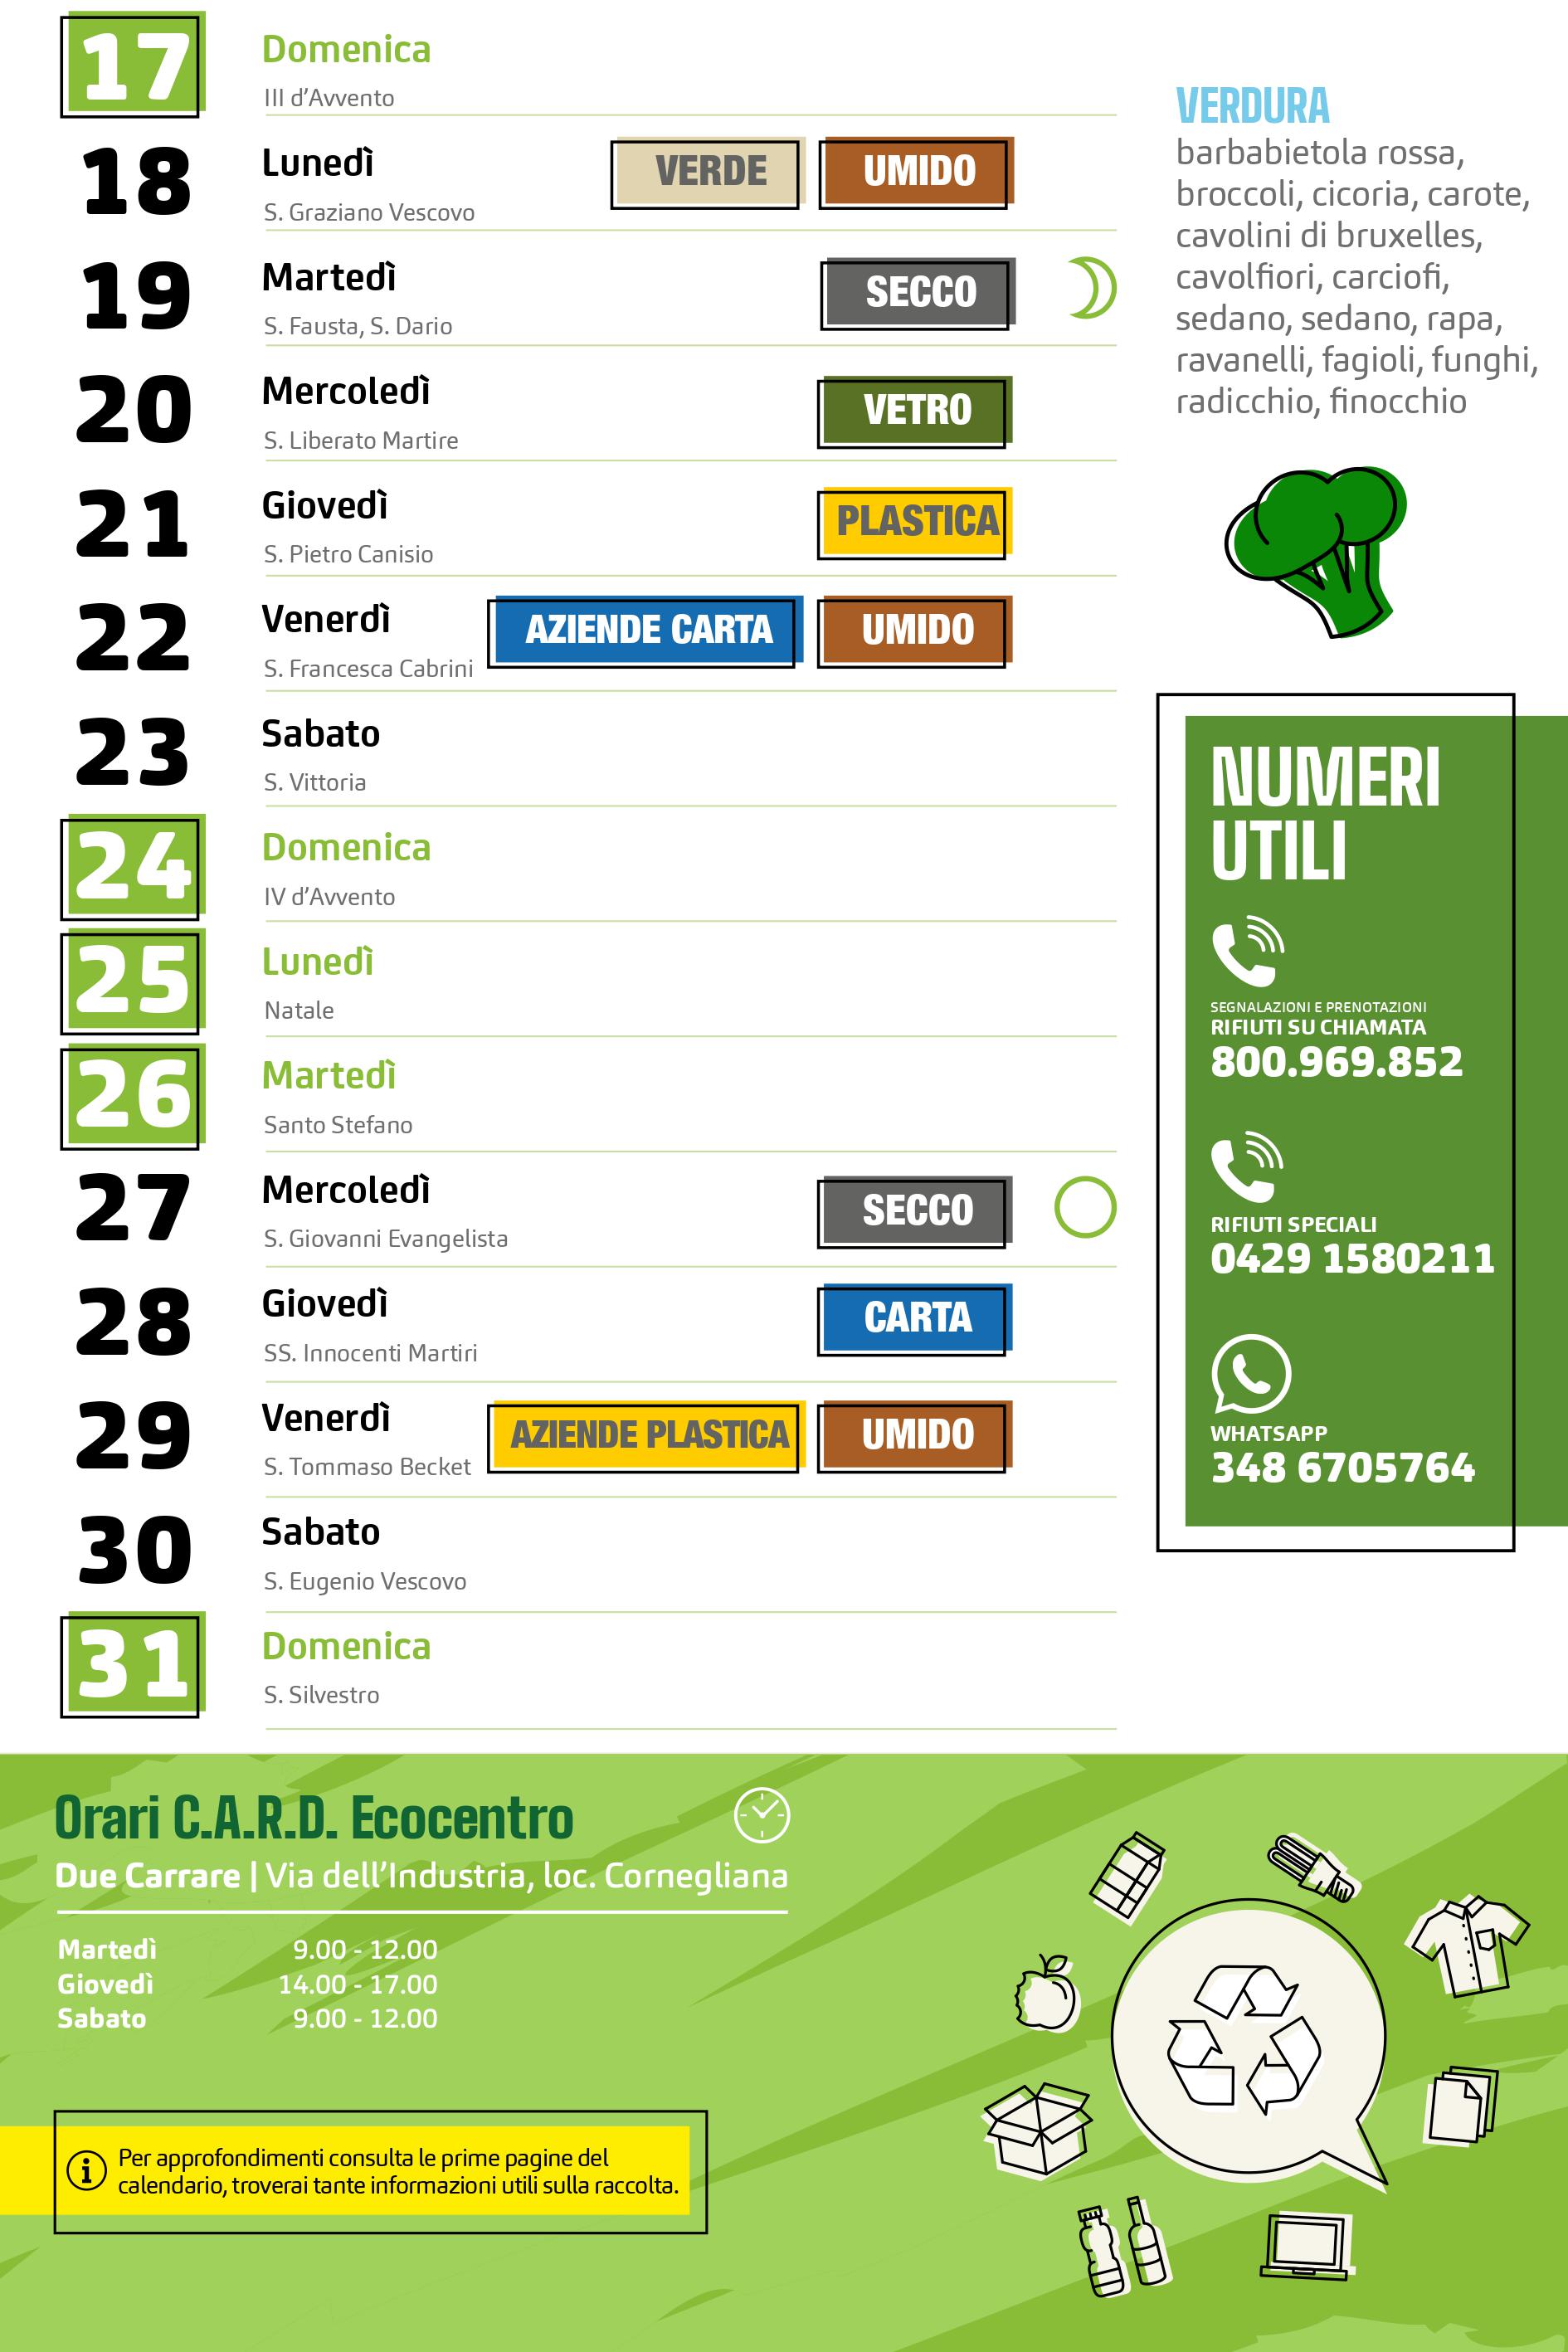 17
Domenica
III d’Avvento
18
Lunedì
S. Graziano Vescovo
VERDE
UMIDO
19
Martedì
S. Fausta, S. Dario
SECCO
20
Mercoledì
S. Liberato Martire
VETRO
21
Giovedì
S. Pietro Canisio
PLASTICA
22
Venerdì
S. Francesca Cabrini
AZIENDE CARTA
UMIDO
23
Sabato
S. Vittoria
24
Domenica
IV d’Avvento
25
Lunedì
Natale
26
Martedì
Santo Stefano
27
Mercoledì
S. Giovanni Evangelista
SECCO
28
Giovedì
SS. Innocenti Martiri
CARTA
29
Venerdì
S. Tommaso Becket
AZIENDE PLASTICA
UMIDO
30
Sabato
S. Eugenio Vescovo
31
Domenica
S. Silvestro
VERDURA
barbabietola rossa,
broccoli, cicoria, carote,
cavolini di bruxelles,
cavolfiori, carciofi,
sedano, sedano, rapa,
ravanelli, fagioli, funghi,
radicchio, finocchio
NUMERI
UTILI
SEGNALAZIONI E PRENOTAZIONI
RIFIUTI SU CHIAMATA
800.969.852
RIFIUTI SPECIALI
0429 1580211
WHATSAPP
348 6705764
Orari C.A.R.D. Ecocentro
Due Carrare | Via dell’Industria, loc. Cornegliana
Martedì 9.00 - 12.00
Giovedì 14.00 - 17.00
Sabato 9.00 - 12.00
Per approfondimenti consulta le prime pagine del
calendario, troverai tante informazioni utili sulla raccolta.